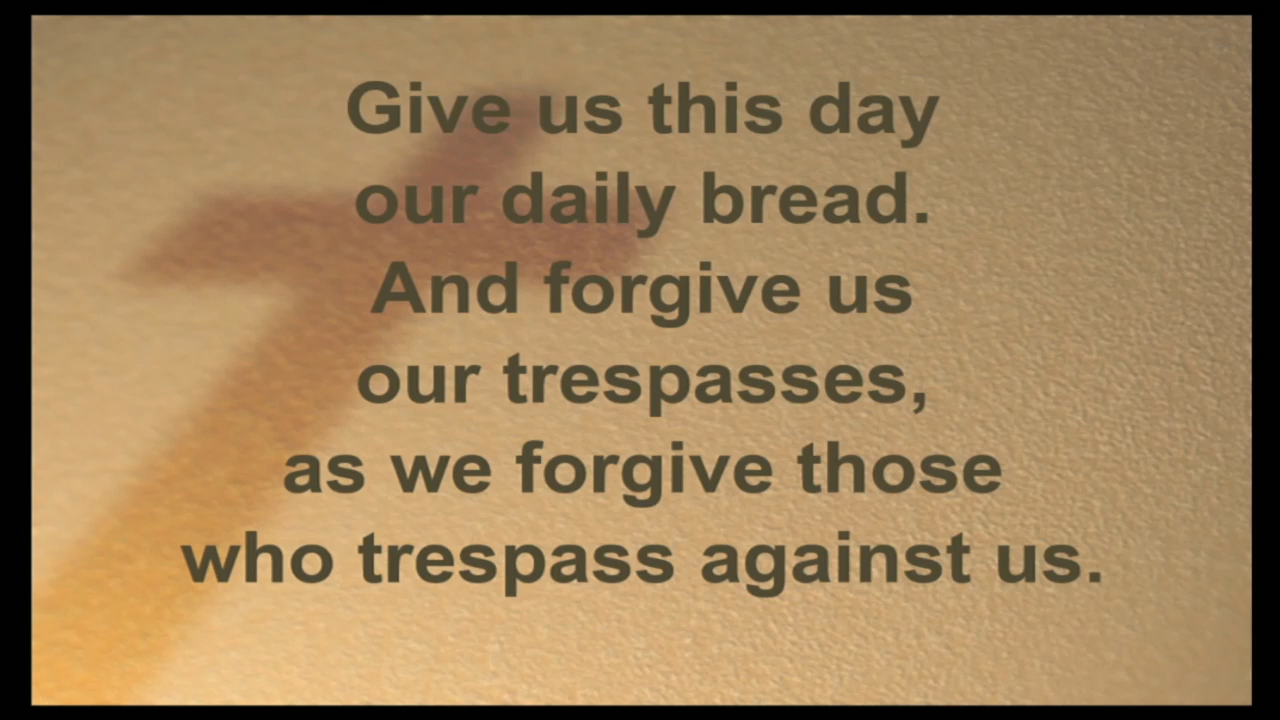 Give us this day
our daily bread.
And forgive us
our trespasses,
as we forgive those
who trespass against us.